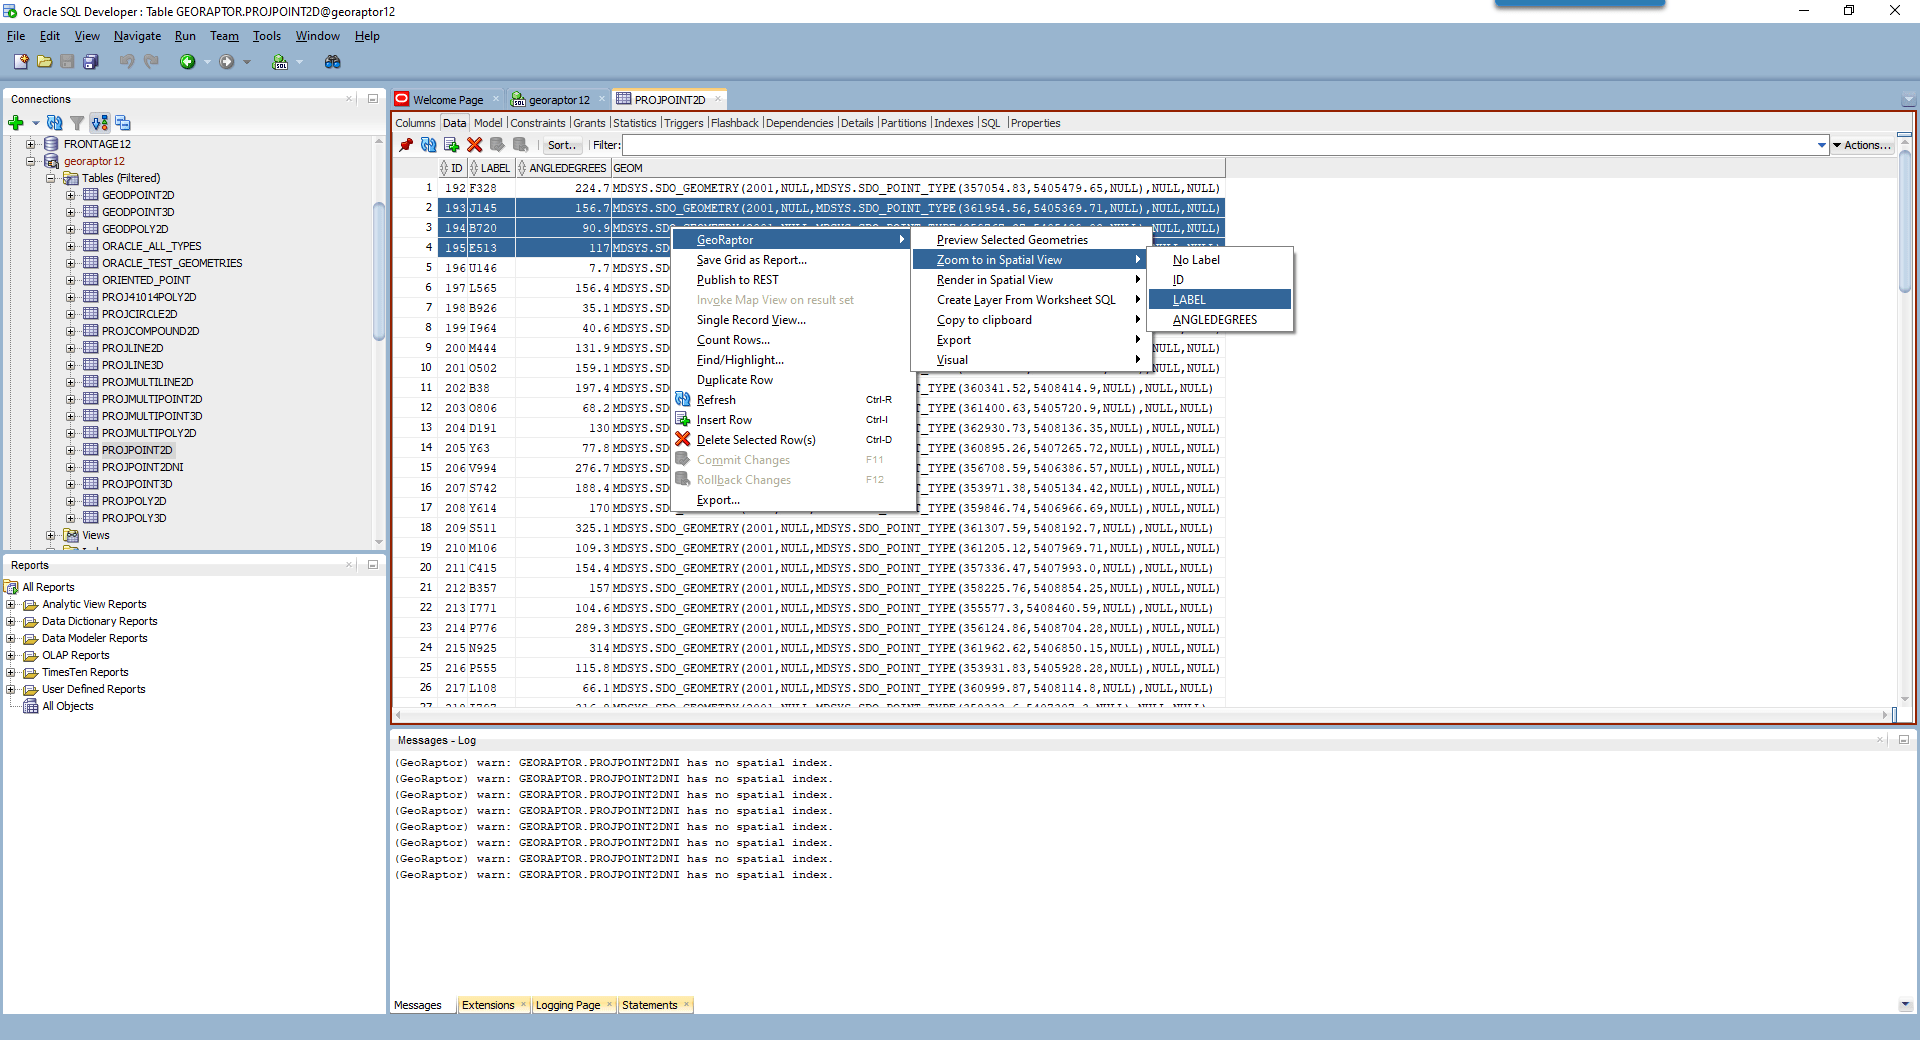 Oracle SQL Developer : Table GEORAPTOR.PROJPOINT2D@georaptor12
File Edit View Navigate Run Team Tools Window Help
Connections
FRONTAGE12
georaptor12
Tables (Filtered)
GEODPOINT2D
GEODPOINT3D
GEODPOLY2D
ORACLE_ALL_TYPES
ORACLE_TEST_GEOMETRIES
ORIENTED_POINT
PROJ41014POLY2D
PROJCIRCLE2D
PROJCOMPOUND2D
PROJLINE2D
PROJLINE3D
PROJMULTILINE2D
PROJMULTIPOINT2D
PROJMULTIPOINT3D
PROJMULTIPOLY2D
PROJPOINT2D
PROJPOINT2DNI
PROJPOINT3D
PROJPOLY2D
PROJPOLY3D
Views
Reports
All Reports
Analytic View Reports
Data Dictionary Reports
Data Modeler Reports
OLAP Reports
TimesTen Reports
User Defined Reports
All Objects
Welcome Page georaptor12 PROJPOINT2D
Columns Data Model Constraints Grants Statistics Triggers Flashback Dependencies Details Partitions Indexes SQL Properties
Sort.. Filter: Actions...
ID LABEL ANGLEDEGREES GEOM
1 192 F328 224.7 MDSYS.SDO_GEOMETRY(2001,NULL,MDSYS.SDO_POINT_TYPE(357054.83,5405479.65,NULL),NULL,NULL)
2 193 J145 156.7 MDSYS.SDO_GEOMETRY(2001,NULL,MDSYS.SDO_POINT_TYPE(361954.56,5405369.71,NULL),NULL,NULL)
3 194 B720 90.9
4 195 E513 117 MDSYS.SD
5 196 U146 7.7 MDSYS.SD
6 197 L565 156.4 MDSYS.SD
7 198 B926 35.1 MDSYS.SD
8 199 I964 40.6 MDSYS.SD NULL,NULL)
9 200 M444 131.9 MDSYS.SD NULL,NULL)
10 201 O502 159.1 MDSYS.SD _TYPE
11 202 B38 197.4 MDSYS.SD T_TYPE(360341.52,5408414.9,NULL),NULL,NULL)
12 203 O806 68.2 MDSYS.SD T_TYPE(361400.63,5405720.9,NULL),NULL,NULL)
13 204 D191 130 MDSYS.SD T_TYPE(362930.73,5408136.35,NULL),NULL,NULL)
14 205 Y63 77.8 MDSYS.SD T_TYPE(360895.26,5407265.72,NULL),NULL,NULL)
15 206 V994 276.7 MDSYS.SD T_TYPE(356708.59,5406386.57,NULL),NULL,NULL)
16 207 S742 188.4 MDSYS.SD T_TYPE(353971.38,5405134.42,NULL),NULL,NULL)
17 208 Y614 170 MDSYS.SD T_TYPE(359846.74,5406966.69,NULL),NULL,NULL)
18 209 S511 325.1 MDSYS.SDO_GEOMETRY(2001,NULL,MDSYS.SDO_POINT_TYPE(361307.59,5408192.7,NULL),NULL,NULL)
19 210 M106 109.3 MDSYS.SDO_GEOMETRY(2001,NULL,MDSYS.SDO_POINT_TYPE(361205.12,5407969.71,NULL),NULL,NULL)
20 211 C415 154.4 MDSYS.SDO_GEOMETRY(2001,NULL,MDSYS.SDO_POINT_TYPE(357336.47,5407993.0,NULL),NULL,NULL)
21 212 B357 157 MDSYS.SDO_GEOMETRY(2001,NULL,MDSYS.SDO_POINT_TYPE(358225.76,5408854.25,NULL),NULL,NULL)
22 213 I771 104.6 MDSYS.SDO_GEOMETRY(2001,NULL,MDSYS.SDO_POINT_TYPE(355577.3,5408460.59,NULL),NULL,NULL)
23 214 P776 289.3 MDSYS.SDO_GEOMETRY(2001,NULL,MDSYS.SDO_POINT_TYPE(356124.86,5408704.28,NULL),NULL,NULL)
24 215 N925 314 MDSYS.SDO_GEOMETRY(2001,NULL,MDSYS.SDO_POINT_TYPE(361962.62,5406850.15,NULL),NULL,NULL)
25 216 P555 115.8 MDSYS.SDO_GEOMETRY(2001,NULL,MDSYS.SDO_POINT_TYPE(353931.83,5405928.28,NULL),NULL,NULL)
26 217 L108 66.1 MDSYS.SDO_GEOMETRY(2001,NULL,MDSYS.SDO_POINT_TYPE(360999.87,5408114.8,NULL),NULL,NULL)
GeoRaptor
Save Grid as Report...
Publish to REST
Invoke Map View on result set
Single Record View...
Count Rows...
Find/Highlight...
Duplicate Row
Refresh Ctrl-R
Insert Row Ctrl-I
Delete Selected Row(s) Ctrl-D
Commit Changes F11
Rollback Changes F12
Export...
Preview Selected Geometries
Zoom to in Spatial View
Render in Spatial View
Create Layer From Worksheet SQL
Copy to clipboard
Export
Visual
No Label
ID
LABEL
ANGLEDEGREES
Messages - Log
(GeoRaptor) warn: GEORAPTOR.PROJPOINT2DNI has no spatial index.
(GeoRaptor) warn: GEORAPTOR.PROJPOINT2DNI has no spatial index.
(GeoRaptor) warn: GEORAPTOR.PROJPOINT2DNI has no spatial index.
(GeoRaptor) warn: GEORAPTOR.PROJPOINT2DNI has no spatial index.
(GeoRaptor) warn: GEORAPTOR.PROJPOINT2DNI has no spatial index.
(GeoRaptor) warn: GEORAPTOR.PROJPOINT2DNI has no spatial index.
(GeoRaptor) warn: GEORAPTOR.PROJPOINT2DNI has no spatial index.
(GeoRaptor) warn: GEORAPTOR.PROJPOINT2DNI has no spatial index.
Messages Extensions Logging Page Statements